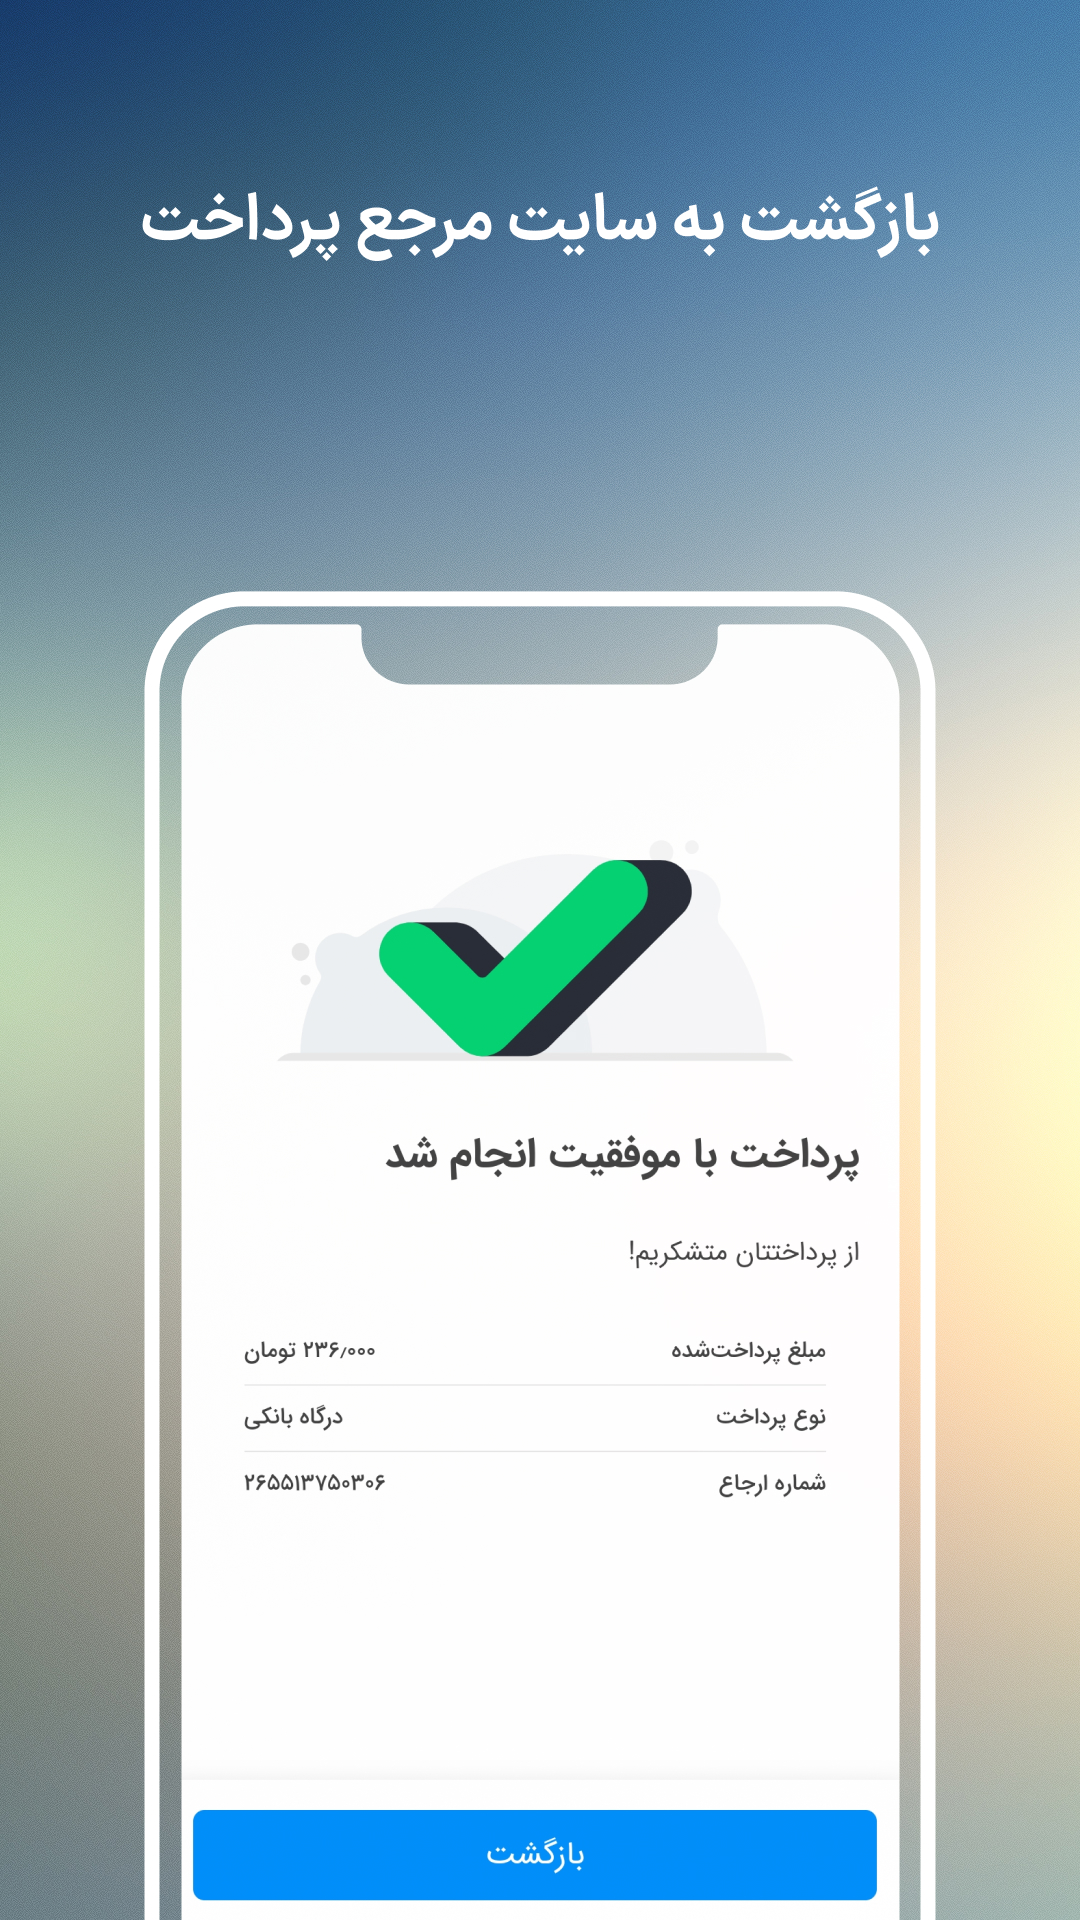 بازگشت به سایت مرجع پرداخت
پرداخت با موفقیت انجام شد
از پرداختتان متشکریم!
مبلغ پرداخت‌شده ۲۳۶٫۰۰۰ تومان
نوع پرداخت درگاه بانکی
شماره ارجاع ۲۶۵۵۱۳۷۵۰۳۰۶
بازگشت